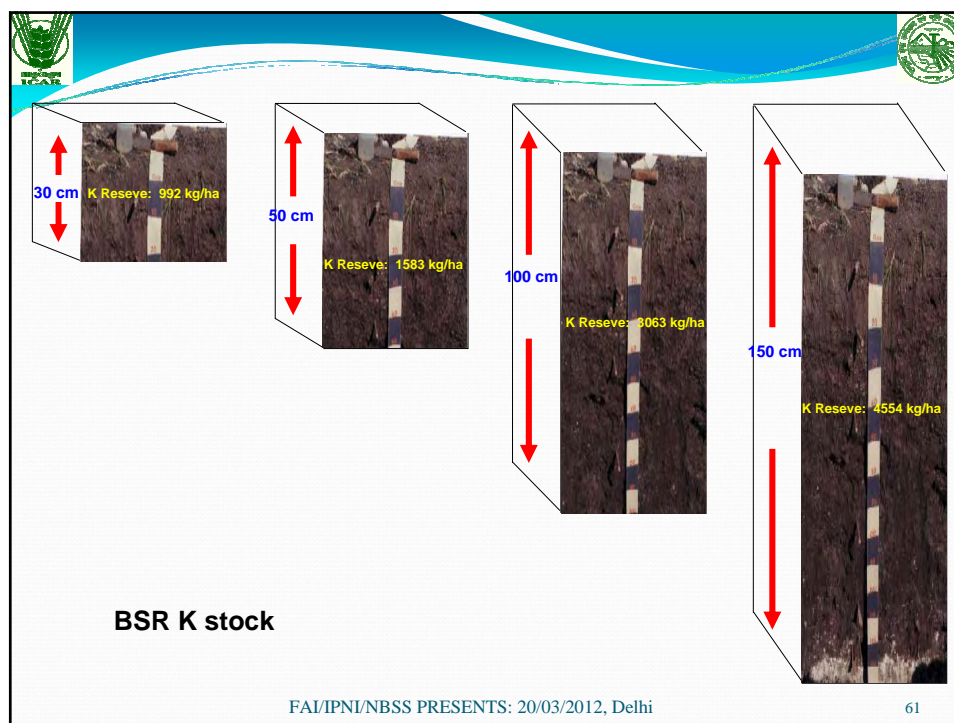 ICAR
30 cm
K Reseve: 992 kg/ha
50 cm
K Reseve: 1583 kg/ha
100 cm
K Reseve: 3063 kg/ha
150 cm
K Reseve: 4554 kg/ha
BSR K stock
FAI/IPNI/NBSS PRESENTS: 20/03/2012, Delhi
61